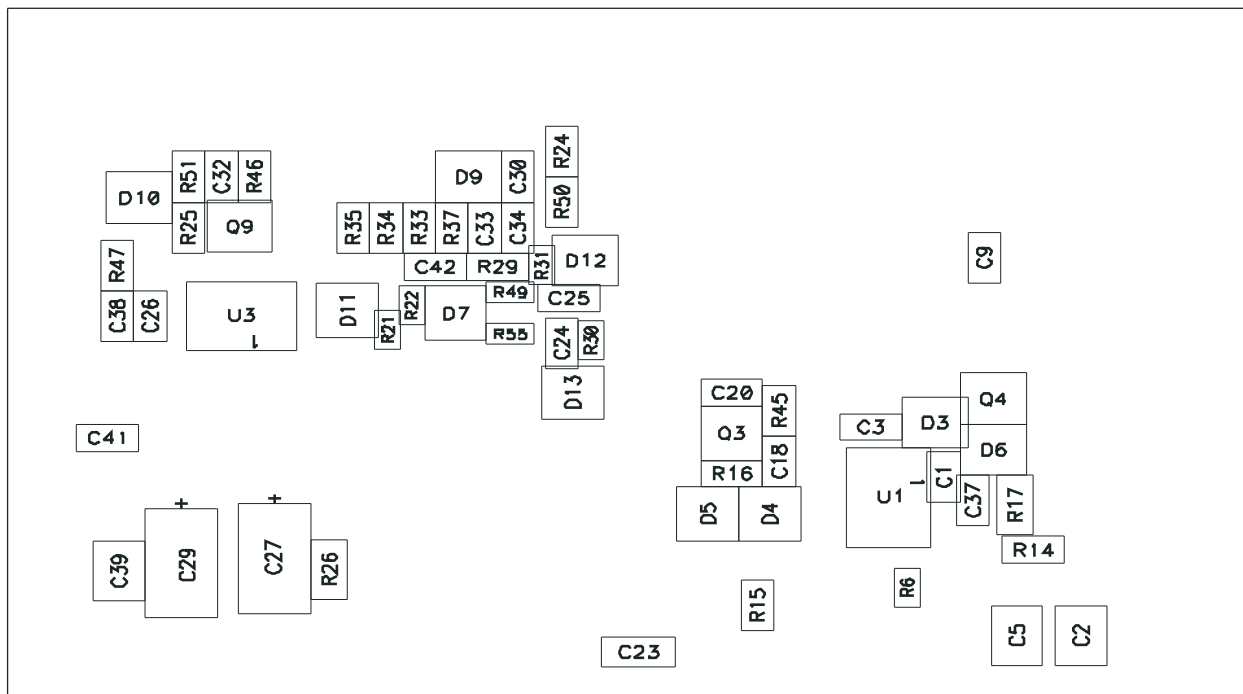 R24
R51
C32
R46
D9
C30
D10
R50
R25
Q9
R35
R34
R33
R37
C33
C34
R47
C42
R29
R31
D12
C9
C38
C26
U3
1
D11
R21
R22
D7
R49
C25
R55
C24
R30
D13
C20
R45
Q4
C3
D3
C41
Q3
D6
R16
C18
C1
1
U1
C37
R17
D5
D4
+
+
C39
C29
C27
R26
R14
R6
R15
C23
C5
C2